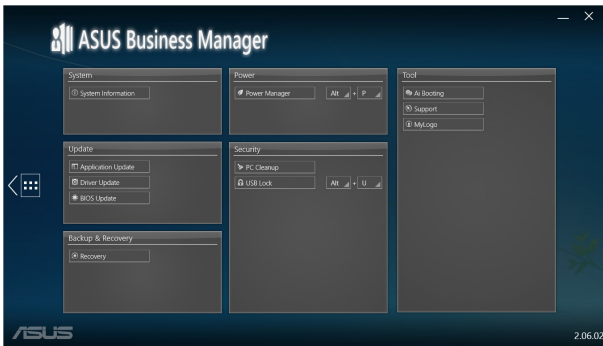 ASUS Business Manager
System
System Information
Power
Power Manager Alt + P
Tool
Ai Booting
Support
MyLogo
Update
Application Update
Driver Update
BIOS Update
Security
PC Cleanup
USB Lock Alt + U
Backup & Recovery
Recovery
ASUS
2.06.02